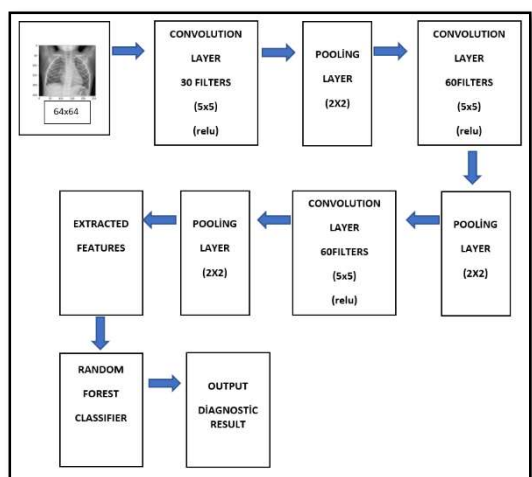 64x64
CONVOLUTION
LAYER
30 FILTERS
(5x5)
(relu)
POOLİNG
LAYER
(2X2)
CONVOLUTION
LAYER
60FILTERS
(5x5)
(relu)
POOLİNG
LAYER
(2X2)
CONVOLUTION
LAYER
60FILTERS
(5x5)
(relu)
POOLİNG
LAYER
(2X2)
EXTRACTED
FEATURES
RANDOM
FOREST
CLASSIFIER
OUTPUT
DİAGNOSTİC
RESULT